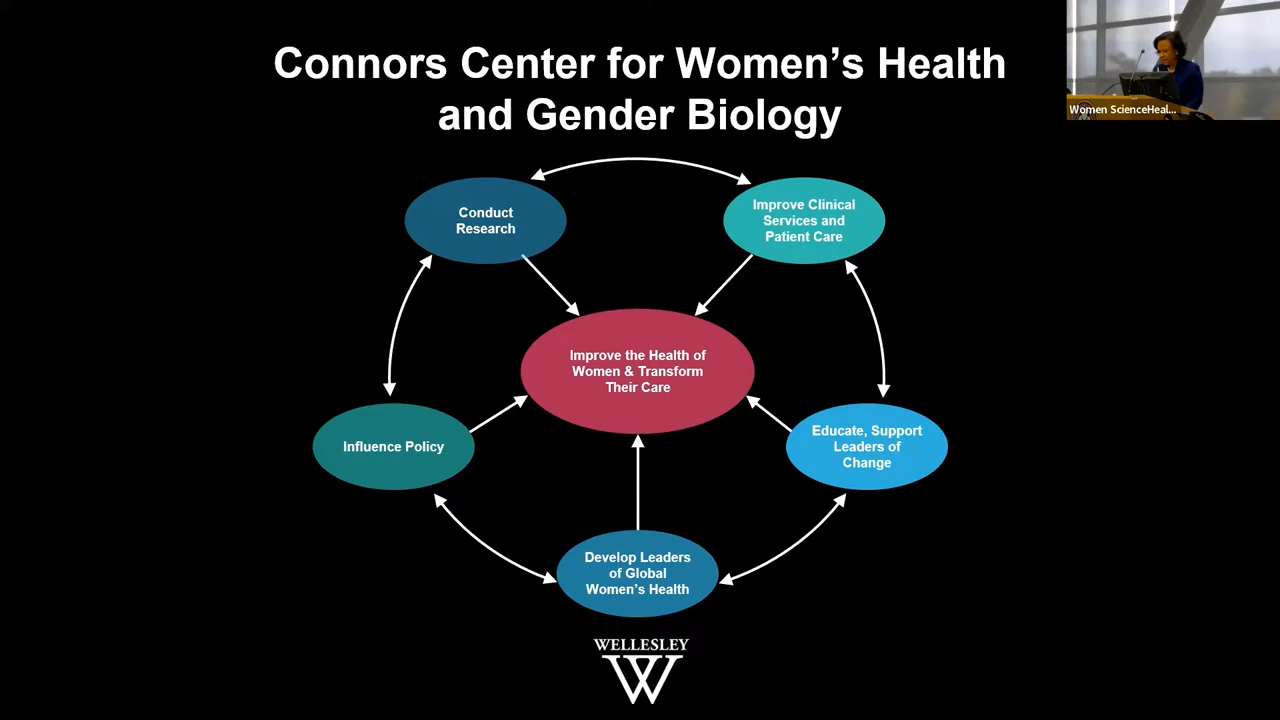 Connors Center for Women's Health
and Gender Biology
Women ScienceHeal...
Conduct
Research
Improve Clinical
Services and
Patient Care
Improve the Health of
Women & Transform
Their Care
Influence Policy
Educate, Support
Leaders of
Change
Develop Leaders
of Global
Women's Health
WELLESLEY
W